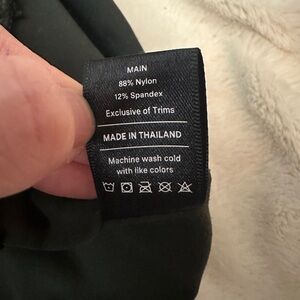 MAIN
88% Nylon
12% Spandex
Exclusive of Trims
MADE IN THAILAND
Machine wash cold
with like colors